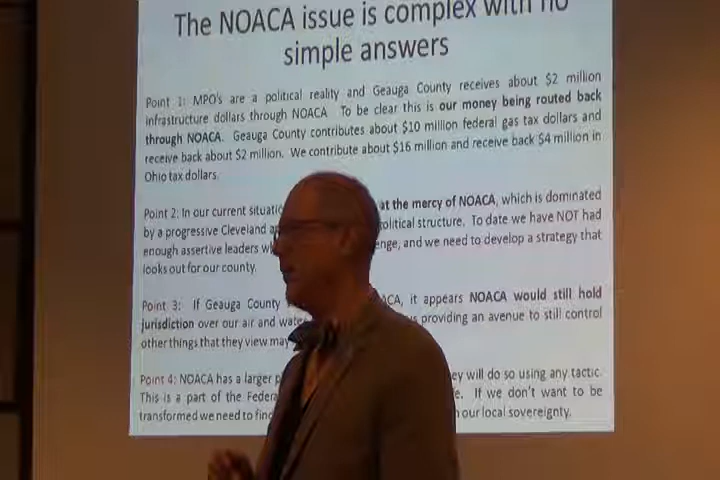 The NOACA issue is complex with no
simple answers
Point 1: MPO's are a political reality and Geauga County receives about $2 million
infrastructure dollars through NOACA To be clear this is our money being routed back
through NOACA. Geauga County contributes about $10 million federal gas tax dollars and
receive back about $2 million. We contribute about $16 million and receive back $4 million in
Ohio tax dollars.
Point 2: In our current at the mercy of NOACA, which is dominated
by a progressive Cleveland political structure. To date we have NOT had
enough assertive leaders and we need to develop a strategy that
looks out for our county.
Point 3: If Geauga County it appears NOACA would still hold
jurisdiction over our air and providing an avenue to still control
other things that they view may
Point 4: NOACA has a larger will do so using any tactic.
This is a part of the If we don't want to be
transformed we need to our local sovereignty.